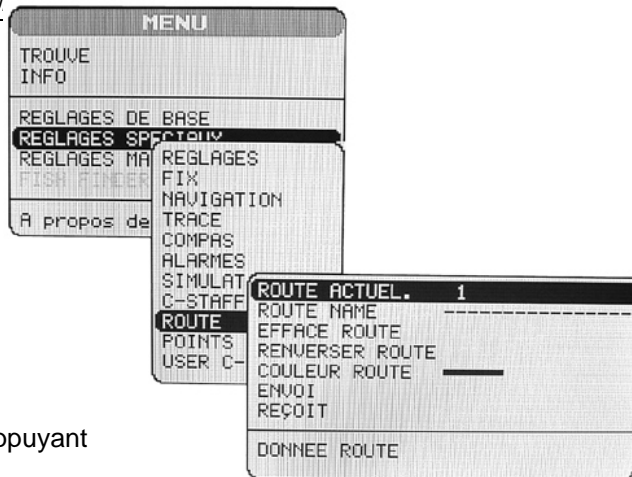 MENU
TROUVE
INFO
REGLAGES DE BASE
REGLAGES SPECIAUX
REGLAGES MA
FISH FINDER
A propos de
REGLAGES
FIX
NAVIGATION
TRACE
COMPAS
ALARMES
SIMULAT
C-STAFF
ROUTE
POINTS
USER C-
ROUTE ACTUEL. 1
ROUTE NAME ----------------
EFFACE ROUTE
RENVERSER ROUTE
COULEUR ROUTE
ENVOI
REÇOIT
DONNEE ROUTE
ppuyant